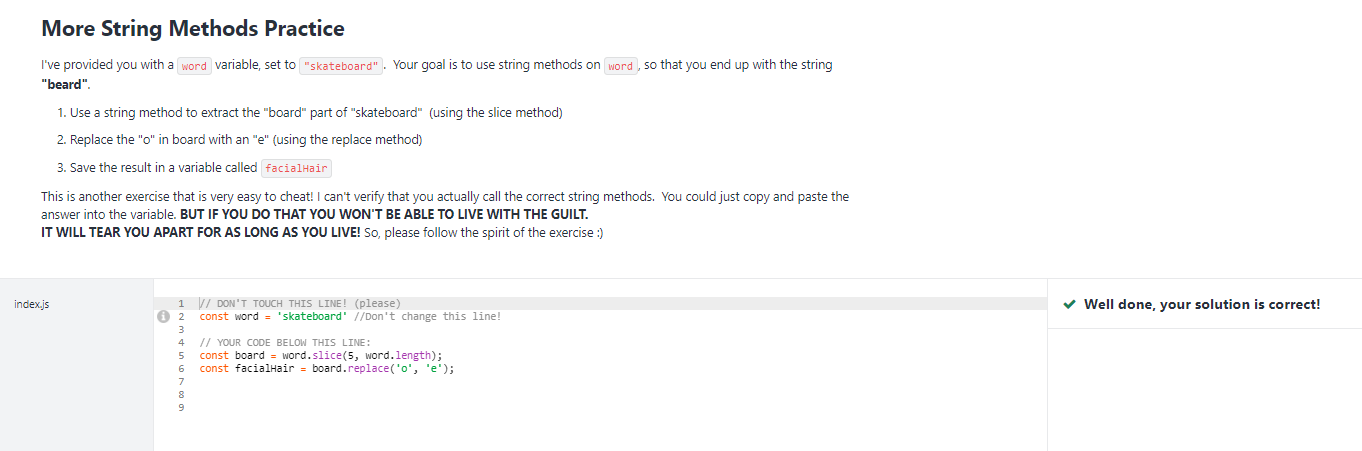 More String Methods Practice
I've provided you with a word variable, set to "skateboard". Your goal is to use string methods on word, so that you end up with the string
"beard".
1. Use a string method to extract the "board" part of "skateboard" (using the slice method)
2. Replace the "o" in board with an "e" (using the replace method)
3. Save the result in a variable called facialHair
This is another exercise that is very easy to cheat! I can't verify that you actually call the correct string methods. You could just copy and paste the
answer into the variable. BUT IF YOU DO THAT YOU WON'T BE ABLE TO LIVE WITH THE GUILT.
IT WILL TEAR YOU APART FOR AS LONG AS YOU LIVE! So, please follow the spirit of the exercise :)
index.js
1 // DON'T TOUCH THIS LINE! (please)
2 const word = 'skateboard' //Don't change this line!
3
4 // YOUR CODE BELOW THIS LINE:
5 const board = word.slice(5, word.length);
6 const facialHair = board.replace('o', 'e');
7
8
9
Well done, your solution is correct!